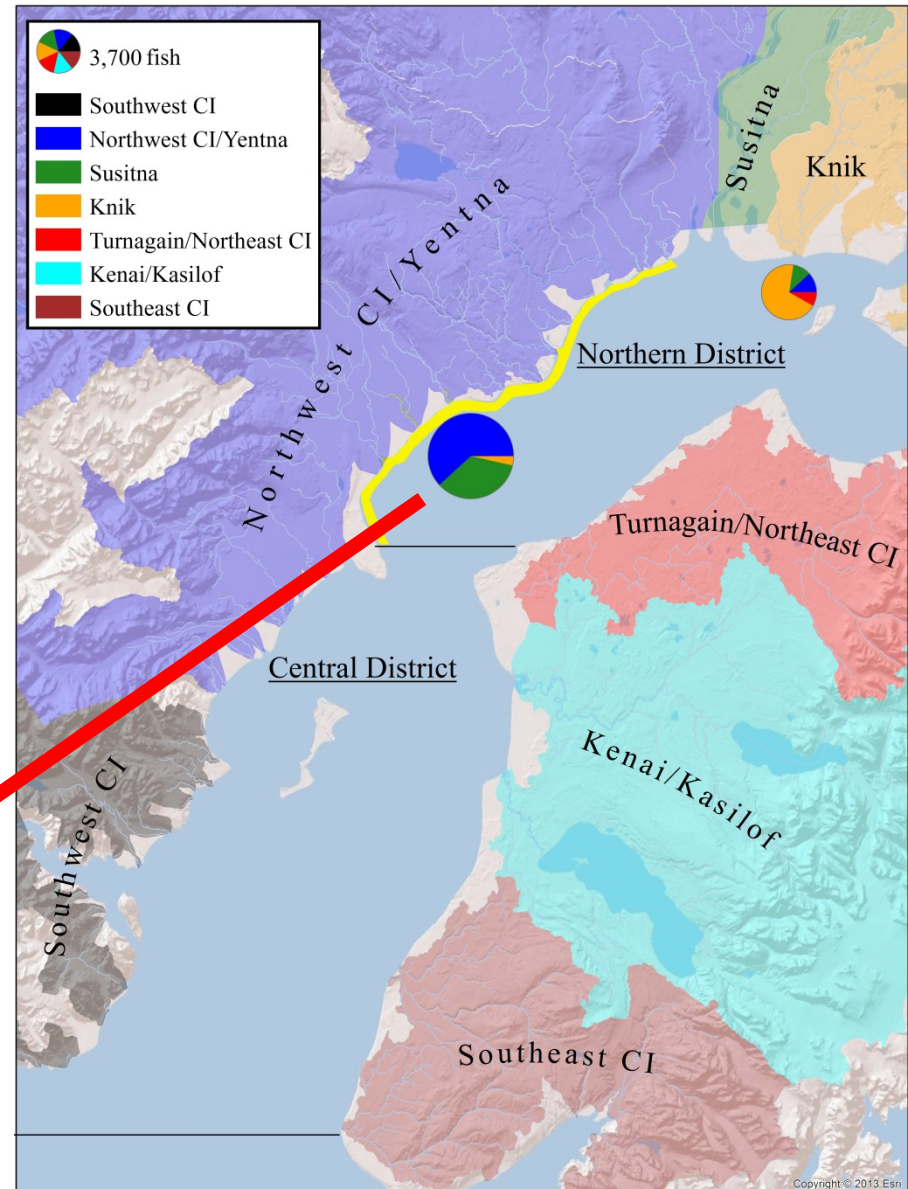 3,700 fish
Southwest CI
Northwest CI/Yentna
Susitna
Knik
Turnagain/Northeast CI
Kenai/Kasilof
Southeast CI
Susitna
Knik
Northwest CI/Yentna
Northern District
Turnagain/Northeast CI
Central District
Kenai/Kasilof
Southwest CI
Southeast CI
Copyright © 2013 Esri